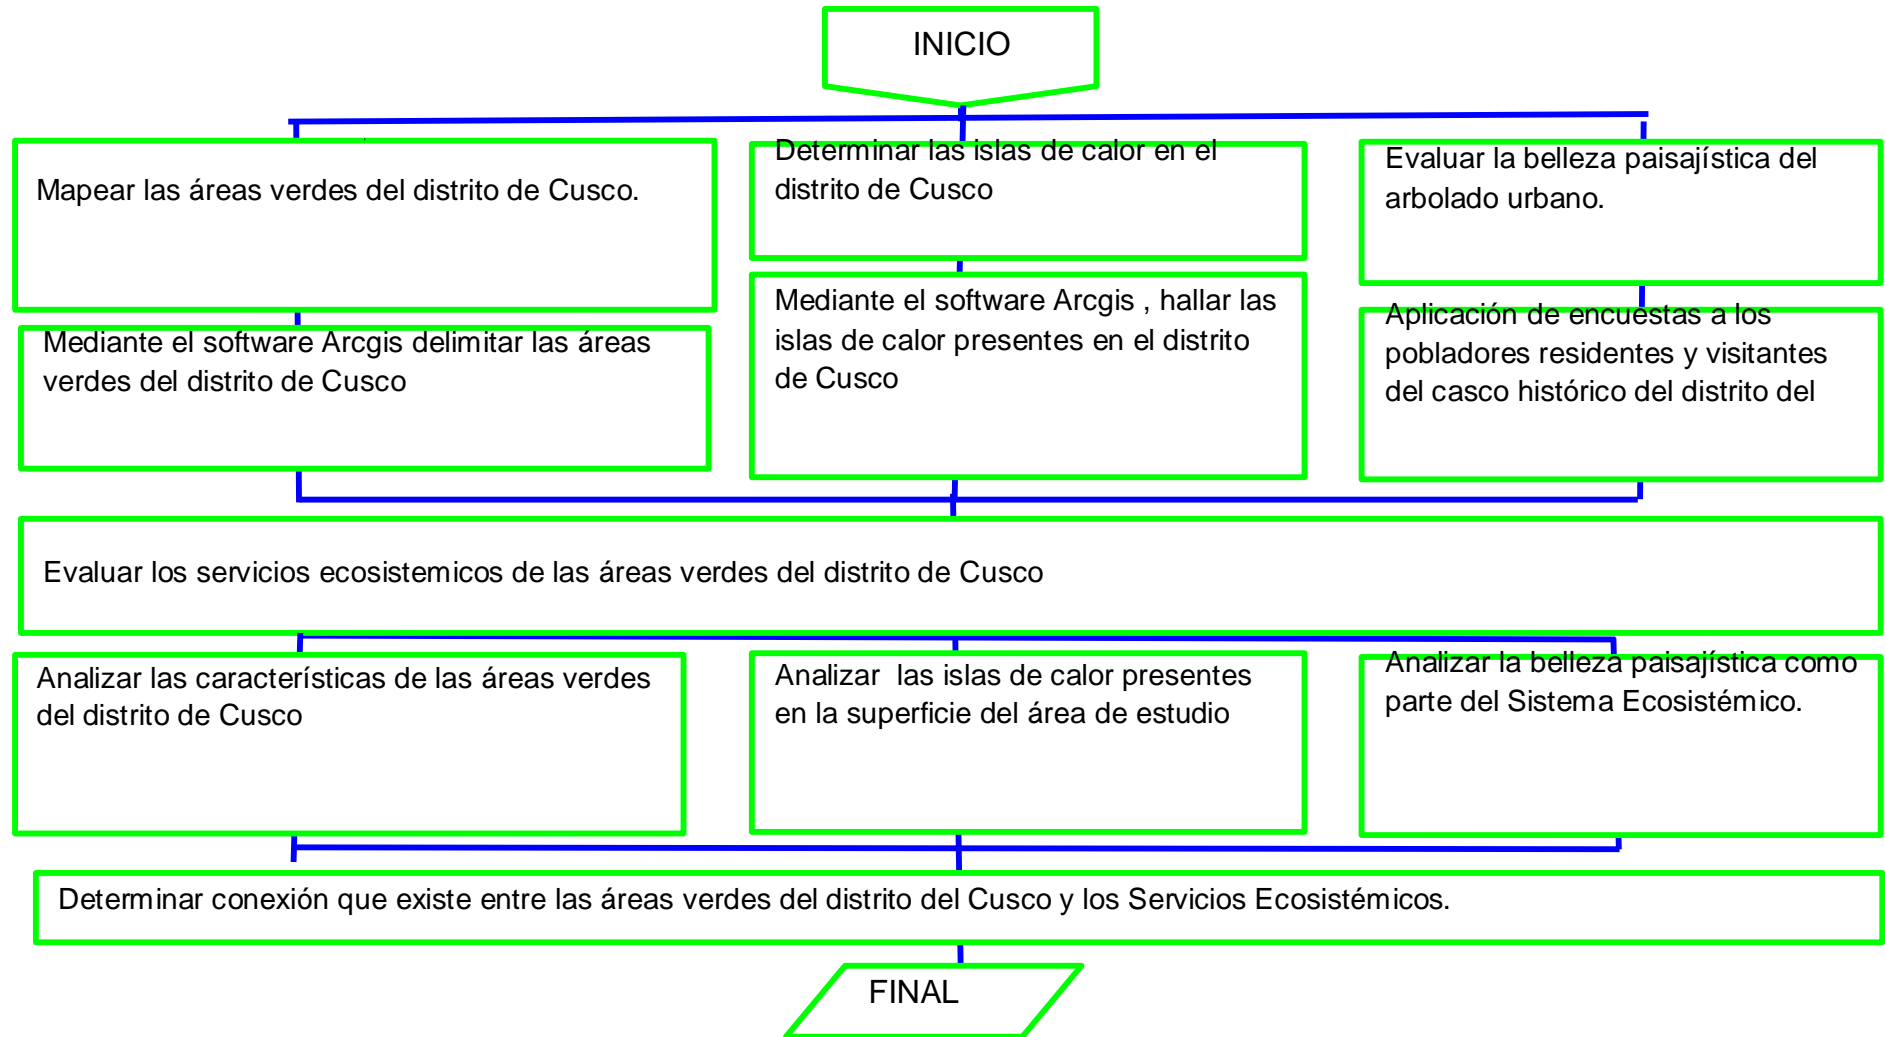 INICIO
Mapear las áreas verdes del distrito de Cusco.
Determinar las islas de calor en el
distrito de Cusco
Evaluar la belleza paisajística del
arbolado urbano.
Mediante el software Arcgis delimitar las áreas
verdes del distrito de Cusco
Mediante el software Arcgis , hallar las
islas de calor presentes en el distrito
de Cusco
Aplicación de encuestas a los
pobladores residentes y visitantes
del casco histórico del distrito del
Evaluar los servicios ecosistemicos de las áreas verdes del distrito de Cusco
Analizar las características de las áreas verdes
del distrito de Cusco
Analizar  las islas de calor presentes
en la superficie del área de estudio
Analizar la belleza paisajística como
parte del Sistema Ecosistémico.
Determinar conexión que existe entre las áreas verdes del distrito del Cusco y los Servicios Ecosistémicos.
FINAL